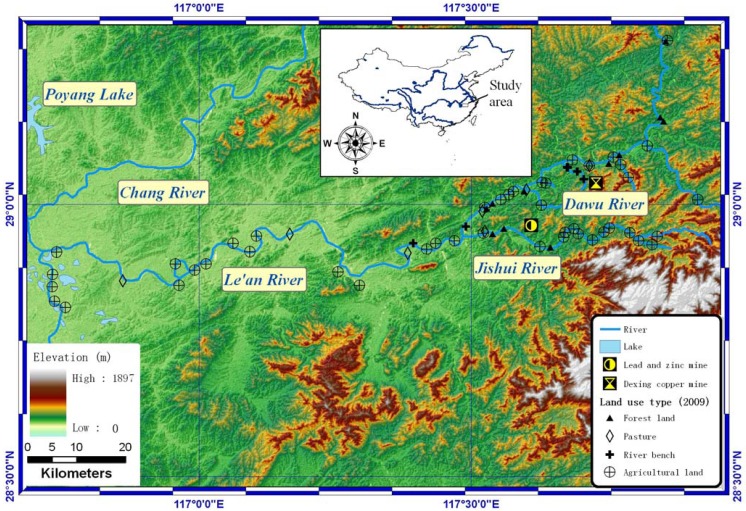 117°0'0"E
117°30'0"E
Poyang Lake
Study
area
N
W
E
S
Chang River
29°0'0"N
29°0'0"N
Dawu River
Le'an River
Jishui River
River
Lake
Lead and zinc mine
Dexing copper mine
Land use type (2009)
Forest land
Pasture
River bench
Agricultural land
Elevation (m)
High : 1897
Low : 0
0 5 10 20
Kilometers
28°30'0"N
28°30'0"N
117°0'0"E
117°30'0"E